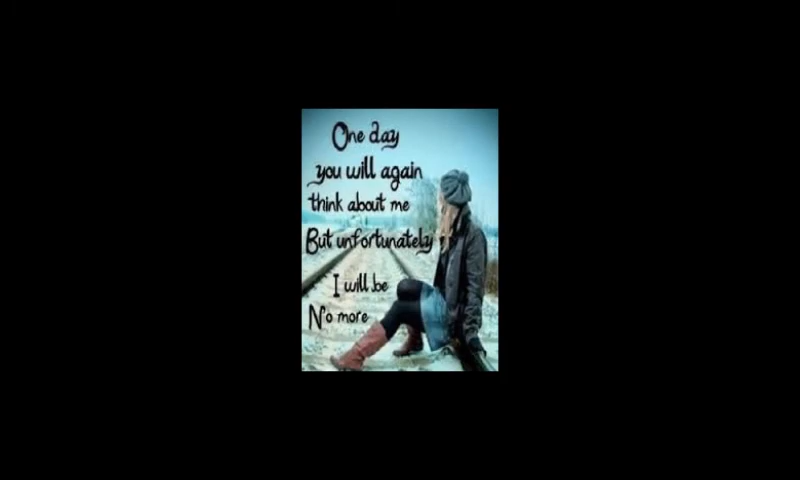 One day
you will again
think about me
But unfortunately
I will be
No more